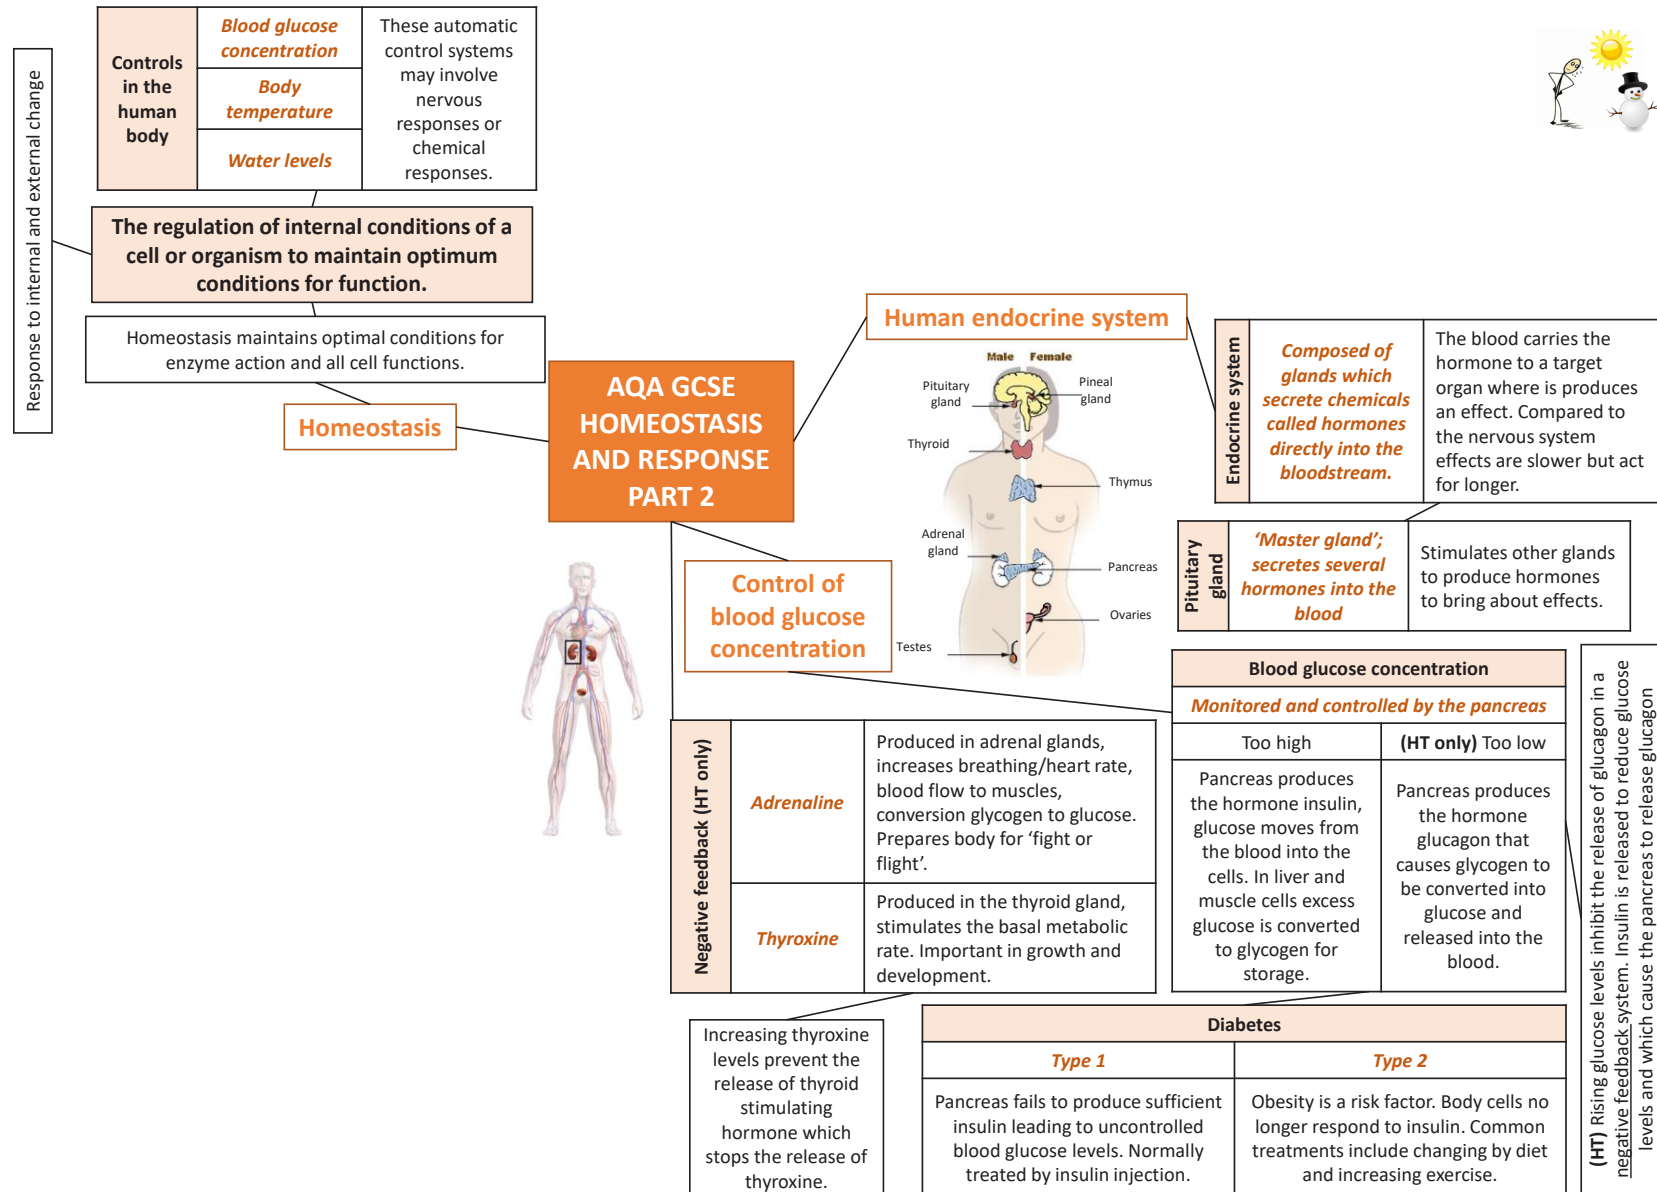 Response to internal and external change
Controls
in the
human
body
Blood glucose
concentration
Body
temperature
Water levels
These automatic
control systems
may involve
nervous
responses or
chemical
responses.
The regulation of internal conditions of a
cell or organism to maintain optimum
conditions for function.
Homeostasis maintains optimal conditions for
enzyme action and all cell functions.
Homeostasis
AQA GCSE
HOMEOSTASIS
AND RESPONSE
PART 2
Human endocrine system
Male Female
Pituitary
gland
Pineal
gland
Thyroid
Thymus
Adrenal
gland
Pancreas
Ovaries
Testes
Endocrine system
Composed of
glands which
secrete chemicals
called hormones
directly into the
bloodstream.
The blood carries the
hormone to a target
organ where is produces
an effect. Compared to
the nervous system
effects are slower but act
for longer.
Pituitary
gland
‘Master gland’;
secretes several
hormones into the
blood
Stimulates other glands
to produce hormones
to bring about effects.
Control of
blood glucose
concentration
Blood glucose concentration
Monitored and controlled by the pancreas
Too high
(HT only) Too low
Pancreas produces
the hormone insulin,
glucose moves from
the blood into the
cells. In liver and
muscle cells excess
glucose is converted
to glycogen for
storage.
Pancreas produces
the hormone
glucagon that
causes glycogen to
be converted into
glucose and
released into the
blood.
(HT) Rising glucose levels inhibit the release of glucagon in a
negative feedback system. Insulin is released to reduce glucose
levels and which cause the pancreas to release glucagon
Negative feedback (HT only)
Adrenaline
Produced in adrenal glands,
increases breathing/heart rate,
blood flow to muscles,
conversion glycogen to glucose.
Prepares body for ‘fight or
flight’.
Thyroxine
Produced in the thyroid gland,
stimulates the basal metabolic
rate. Important in growth and
development.
Increasing thyroxine
levels prevent the
release of thyroid
stimulating
hormone which
stops the release of
thyroxine.
Diabetes
Type 1
Type 2
Pancreas fails to produce sufficient
insulin leading to uncontrolled
blood glucose levels. Normally
treated by insulin injection.
Obesity is a risk factor. Body cells no
longer respond to insulin. Common
treatments include changing by diet
and increasing exercise.